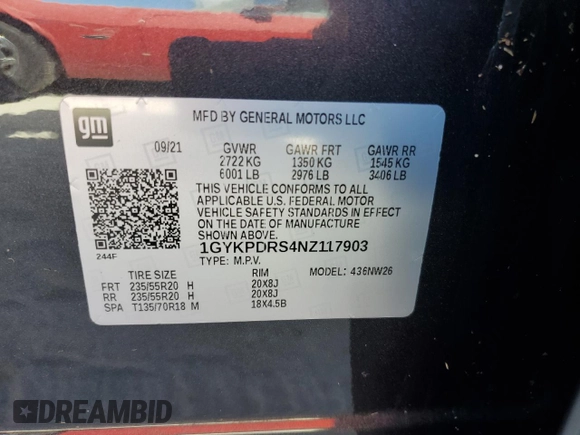 gm
MFD BY GENERAL MOTORS LLC
09/21 GVWR GAWR FRT GAWR RR
2722 KG 1350 KG 1545 KG
6001 LB 2976 LB 3406 LB
THIS VEHICLE CONFORMS TO ALL
APPLICABLE U.S. FEDERAL MOTOR
VEHICLE SAFETY STANDARDS IN EFFECT
ON THE DATE OF MANUFACTURE
SHOWN ABOVE.
1GYKPDRS4NZ117903
244F
TYPE: M.P.V.
TIRE SIZE RIM MODEL: 436NW26
FRT 235/55R20 H 20X8J
RR 235/55R20 H 20X8J
SPA T135/70R18 M 18X4.5B
DREAMBID